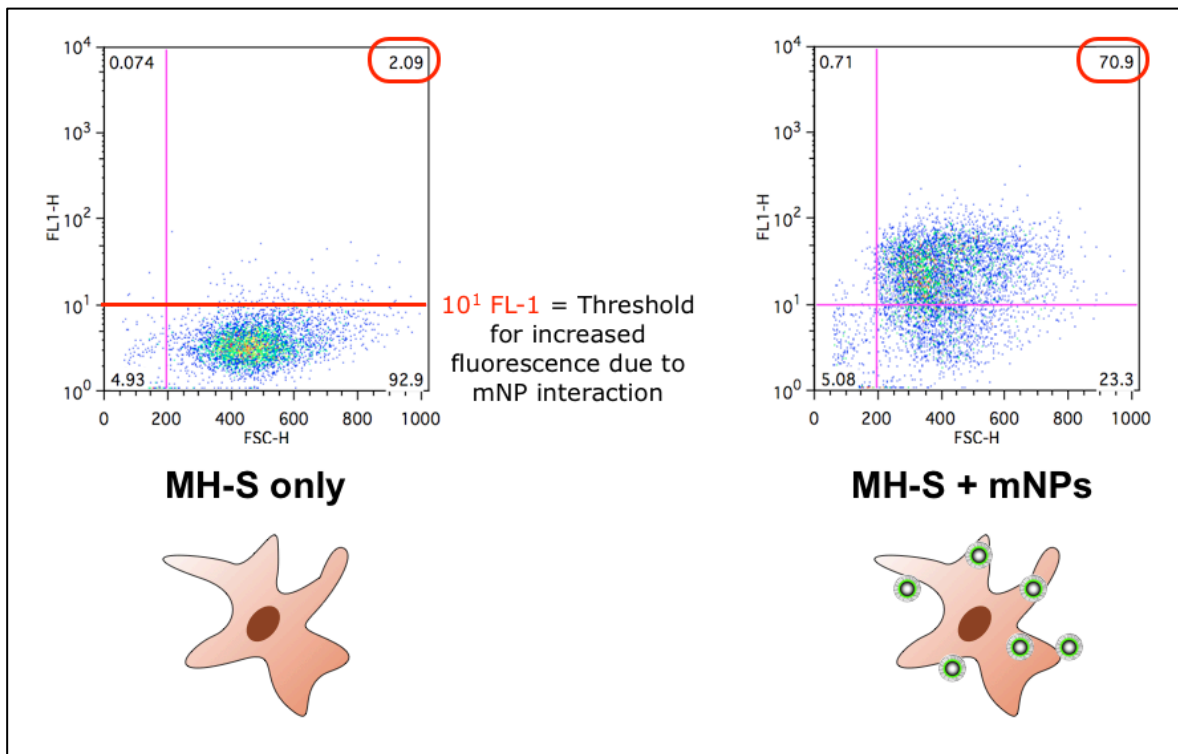 10⁴
0.074
2.09
10³
10²
FL1-H
10¹
10⁰
4.93
92.9
0 200 400 600 800 1000
FSC-H
MH-S only
10¹ FL-1 = Threshold
for increased
fluorescence due to
mNP interaction
10⁴
0.71
70.9
10³
10²
FL1-H
10¹
10⁰
5.08
23.3
0 200 400 600 800 1000
FSC-H
MH-S + mNPs